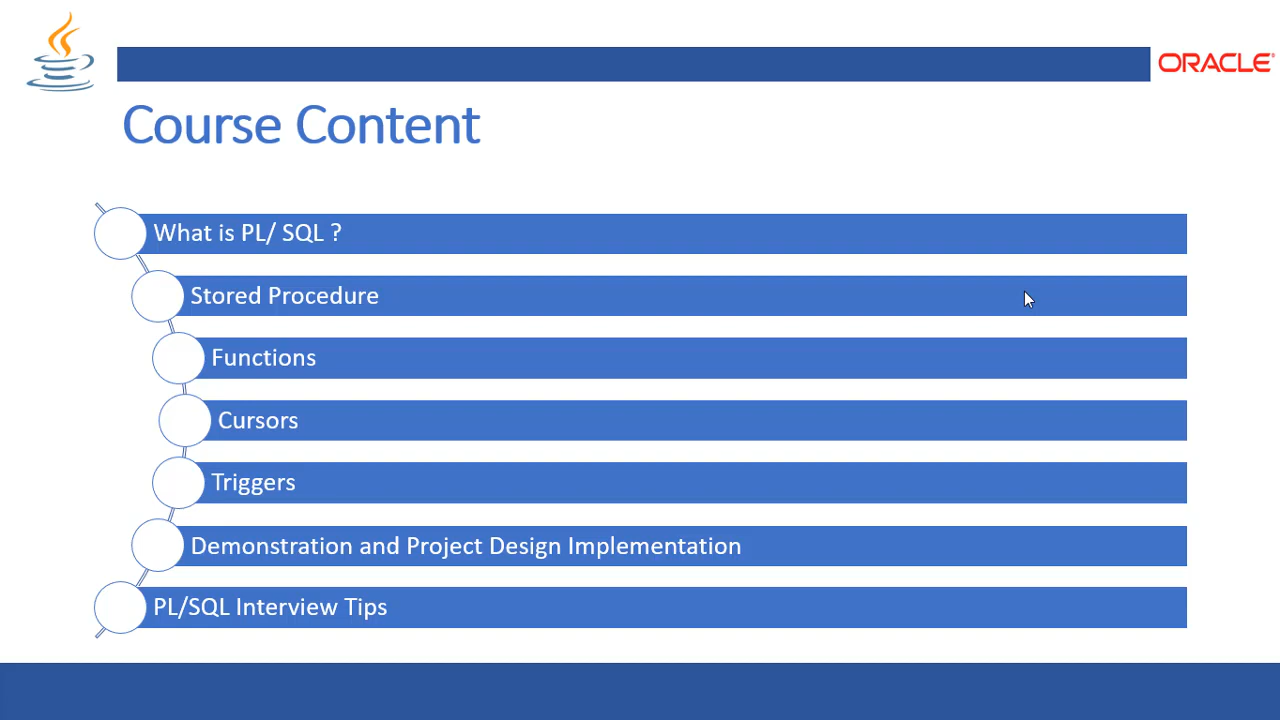 ORACLE
Course Content
What is PL/ SQL ?
Stored Procedure
Functions
Cursors
Triggers
Demonstration and Project Design Implementation
PL/SQL Interview Tips